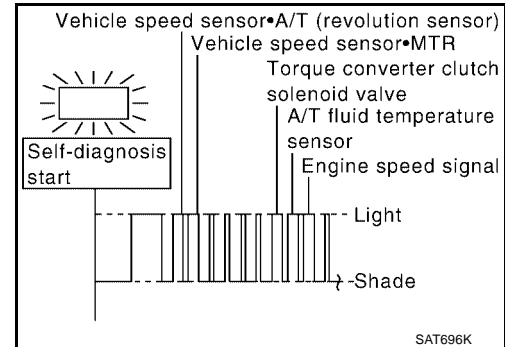 Vehicle speed sensor•A/T (revolution sensor)
Vehicle speed sensor•MTR
Torque converter clutch
solenoid valve
A/T fluid temperature
sensor
Engine speed signal
Self-diagnosis
start
Light
Shade
SAT696K